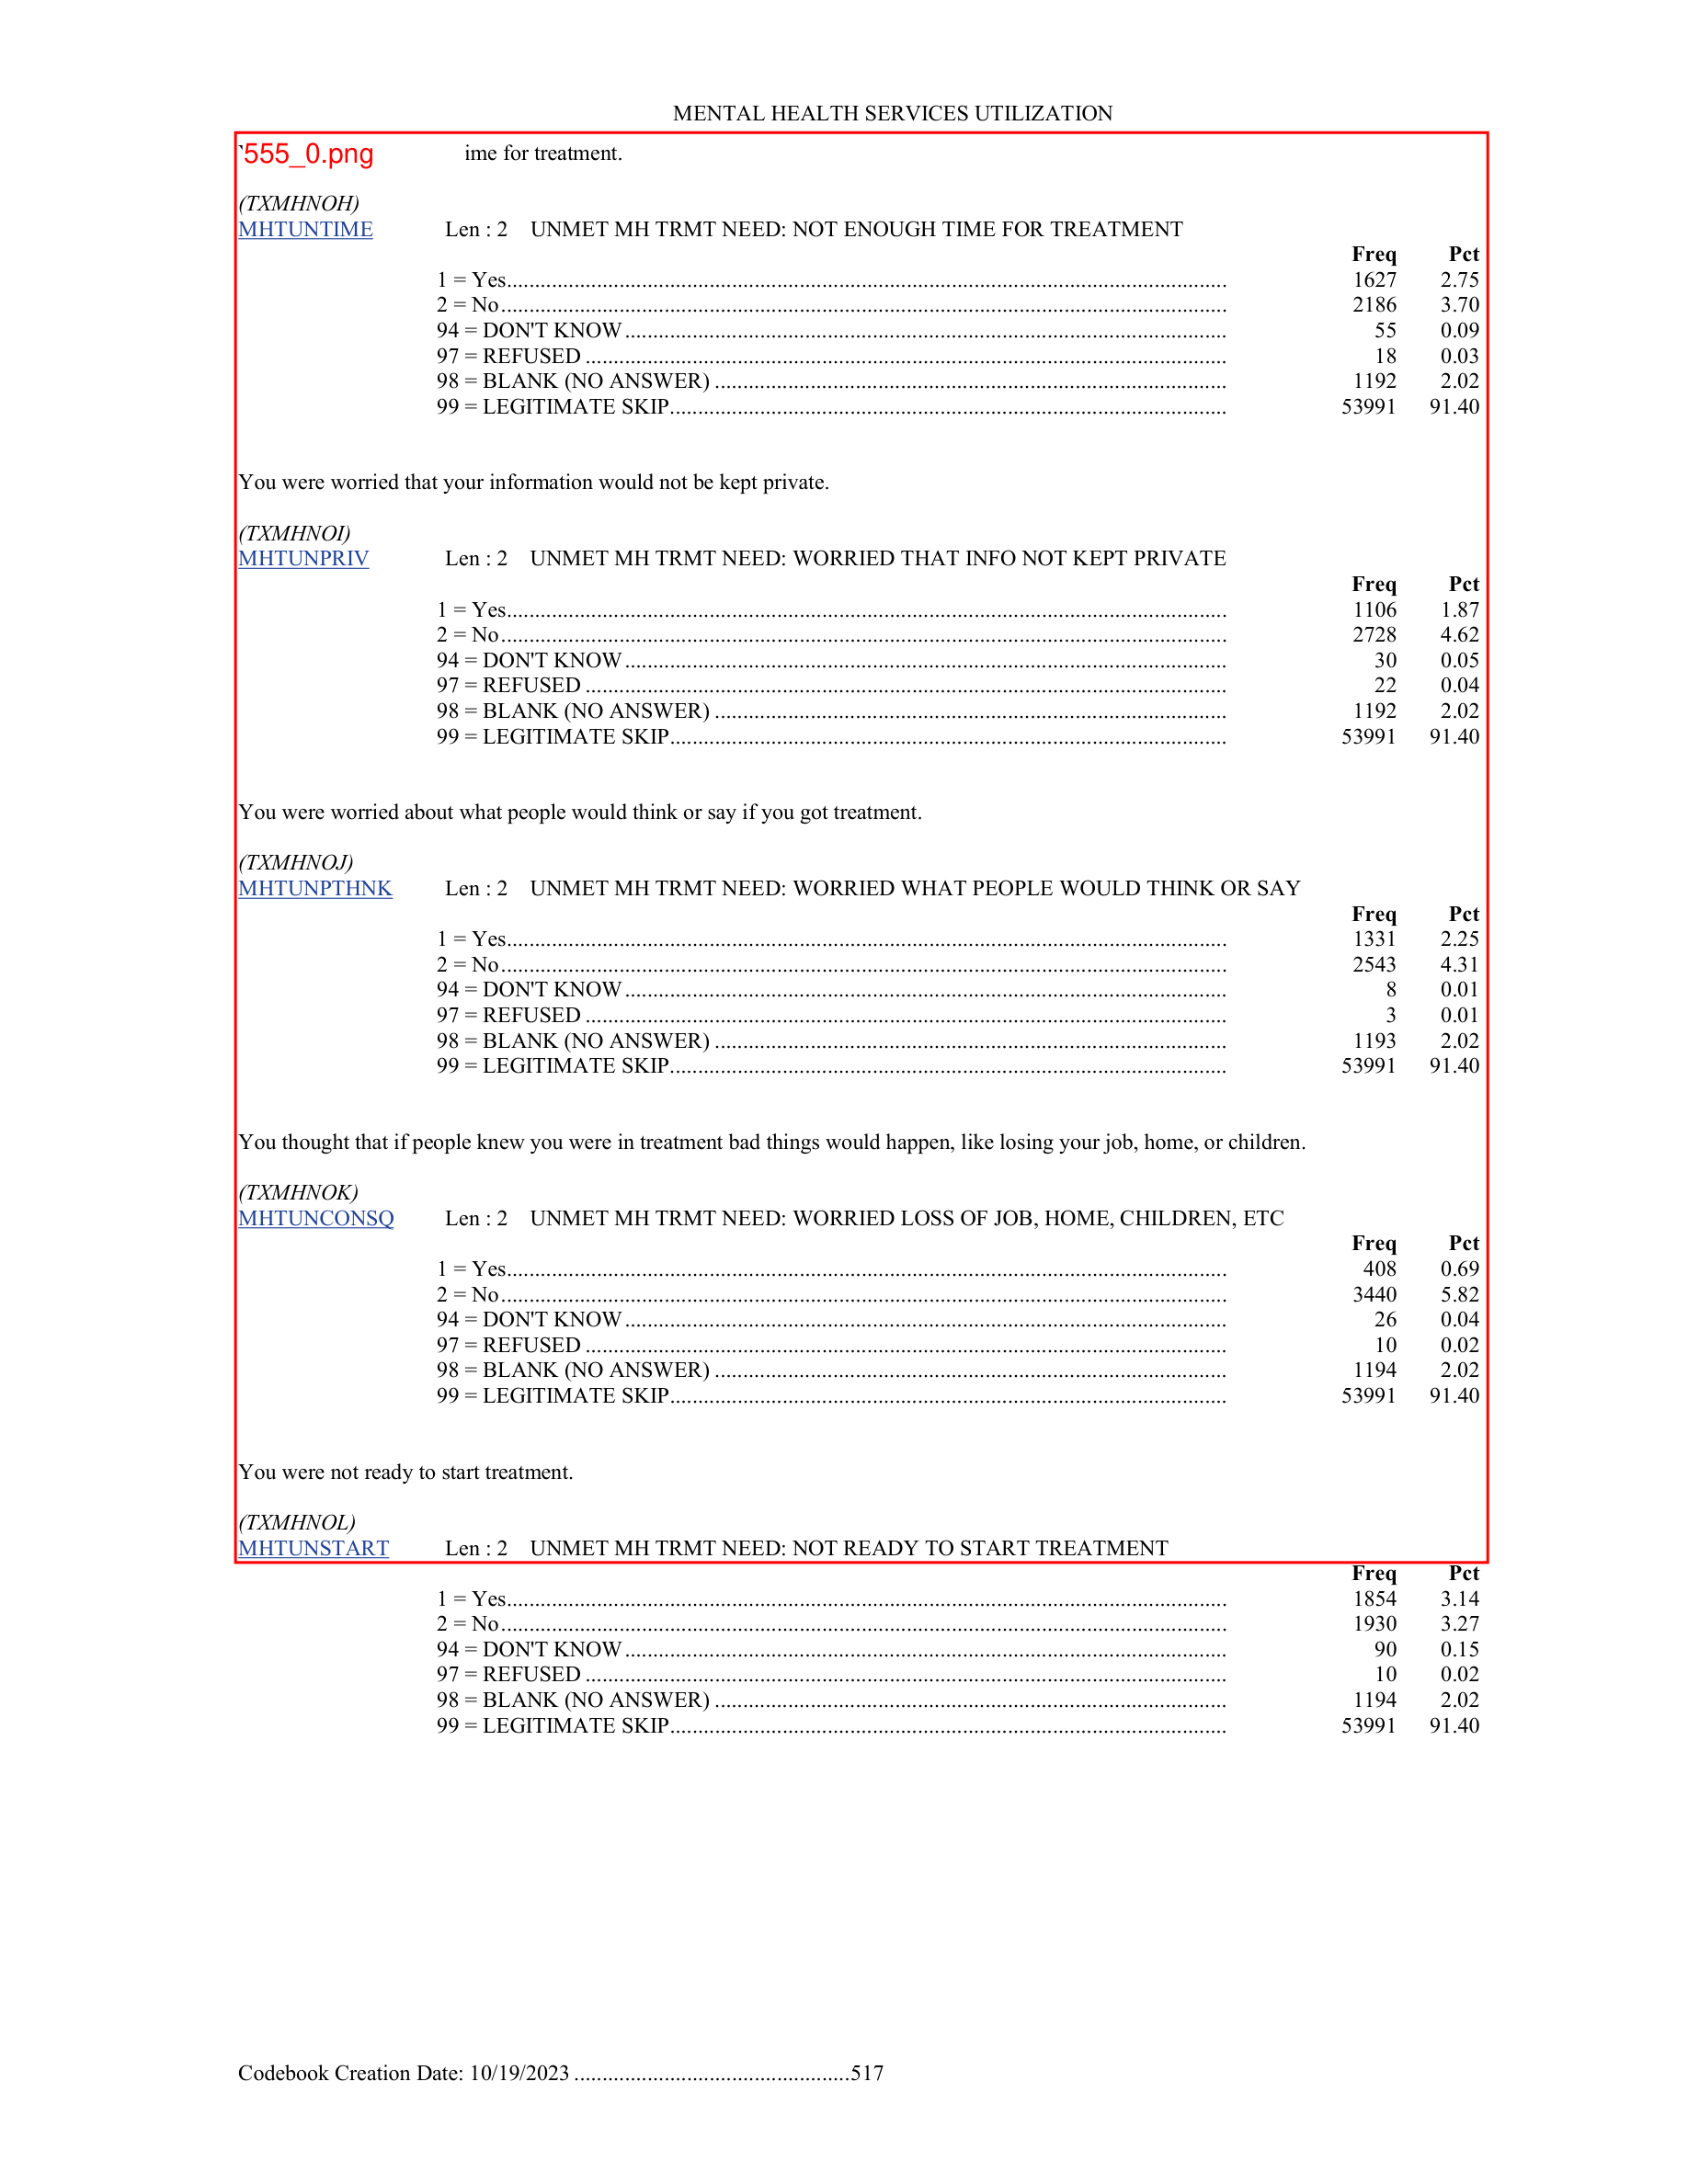 MENTAL HEALTH SERVICES UTILIZATION
555_0.png ime for treatment.
(TXMHNOH)
MHTUNTIME Len : 2 UNMET MH TRMT NEED: NOT ENOUGH TIME FOR TREATMENT
Freq Pct
1 = Yes 1627 2.75
2 = No 2186 3.70
94 = DON'T KNOW 55 0.09
97 = REFUSED 18 0.03
98 = BLANK (NO ANSWER) 1192 2.02
99 = LEGITIMATE SKIP 53991 91.40
You were worried that your information would not be kept private.
(TXMHNOI)
MHTUNPRIV Len : 2 UNMET MH TRMT NEED: WORRIED THAT INFO NOT KEPT PRIVATE
Freq Pct
1 = Yes 1106 1.87
2 = No 2728 4.62
94 = DON'T KNOW 30 0.05
97 = REFUSED 22 0.04
98 = BLANK (NO ANSWER) 1192 2.02
99 = LEGITIMATE SKIP 53991 91.40
You were worried about what people would think or say if you got treatment.
(TXMHNOJ)
MHTUNPTHNK Len : 2 UNMET MH TRMT NEED: WORRIED WHAT PEOPLE WOULD THINK OR SAY
Freq Pct
1 = Yes 1331 2.25
2 = No 2543 4.31
94 = DON'T KNOW 8 0.01
97 = REFUSED 3 0.01
98 = BLANK (NO ANSWER) 1193 2.02
99 = LEGITIMATE SKIP 53991 91.40
You thought that if people knew you were in treatment bad things would happen, like losing your job, home, or children.
(TXMHNOK)
MHTUNCONSQ Len : 2 UNMET MH TRMT NEED: WORRIED LOSS OF JOB, HOME, CHILDREN, ETC
Freq Pct
1 = Yes 408 0.69
2 = No 3440 5.82
94 = DON'T KNOW 26 0.04
97 = REFUSED 10 0.02
98 = BLANK (NO ANSWER) 1194 2.02
99 = LEGITIMATE SKIP 53991 91.40
You were not ready to start treatment.
(TXMHNOL)
MHTUNSTART Len : 2 UNMET MH TRMT NEED: NOT READY TO START TREATMENT
Freq Pct
1 = Yes 1854 3.14
2 = No 1930 3.27
94 = DON'T KNOW 90 0.15
97 = REFUSED 10 0.02
98 = BLANK (NO ANSWER) 1194 2.02
99 = LEGITIMATE SKIP 53991 91.40
Codebook Creation Date: 10/19/2023 517